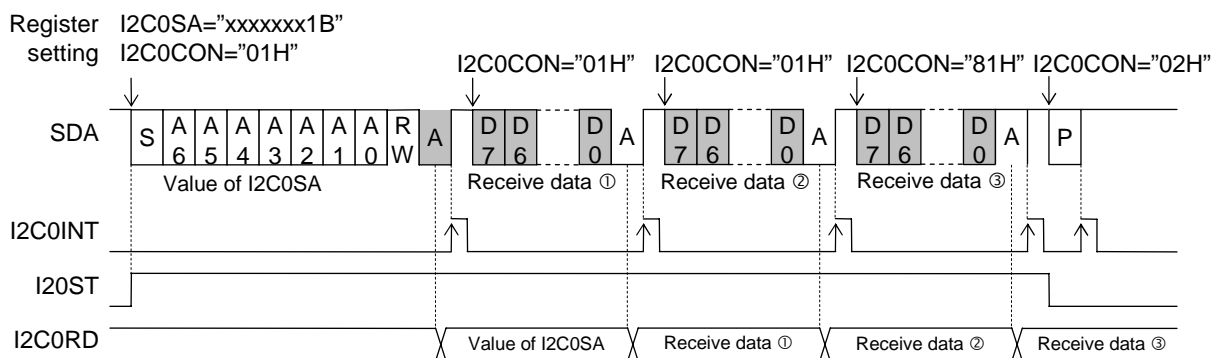 Register I2C0SA="xxxxxxx1B"
setting I2C0CON="01H"
I2C0CON="01H" I2C0CON="01H" I2C0CON="81H" I2C0CON="02H"
SDA S A6 A5 A4 A3 A2 A1 A0 RW A D7 D6 D0 A D7 D6 D0 A D7 D6 D0 A P
Value of I2C0SA Receive data ① Receive data ② Receive data ③
I2C0INT
I20ST
I2C0RD Value of I2C0SA Receive data ① Receive data ② Receive data ③